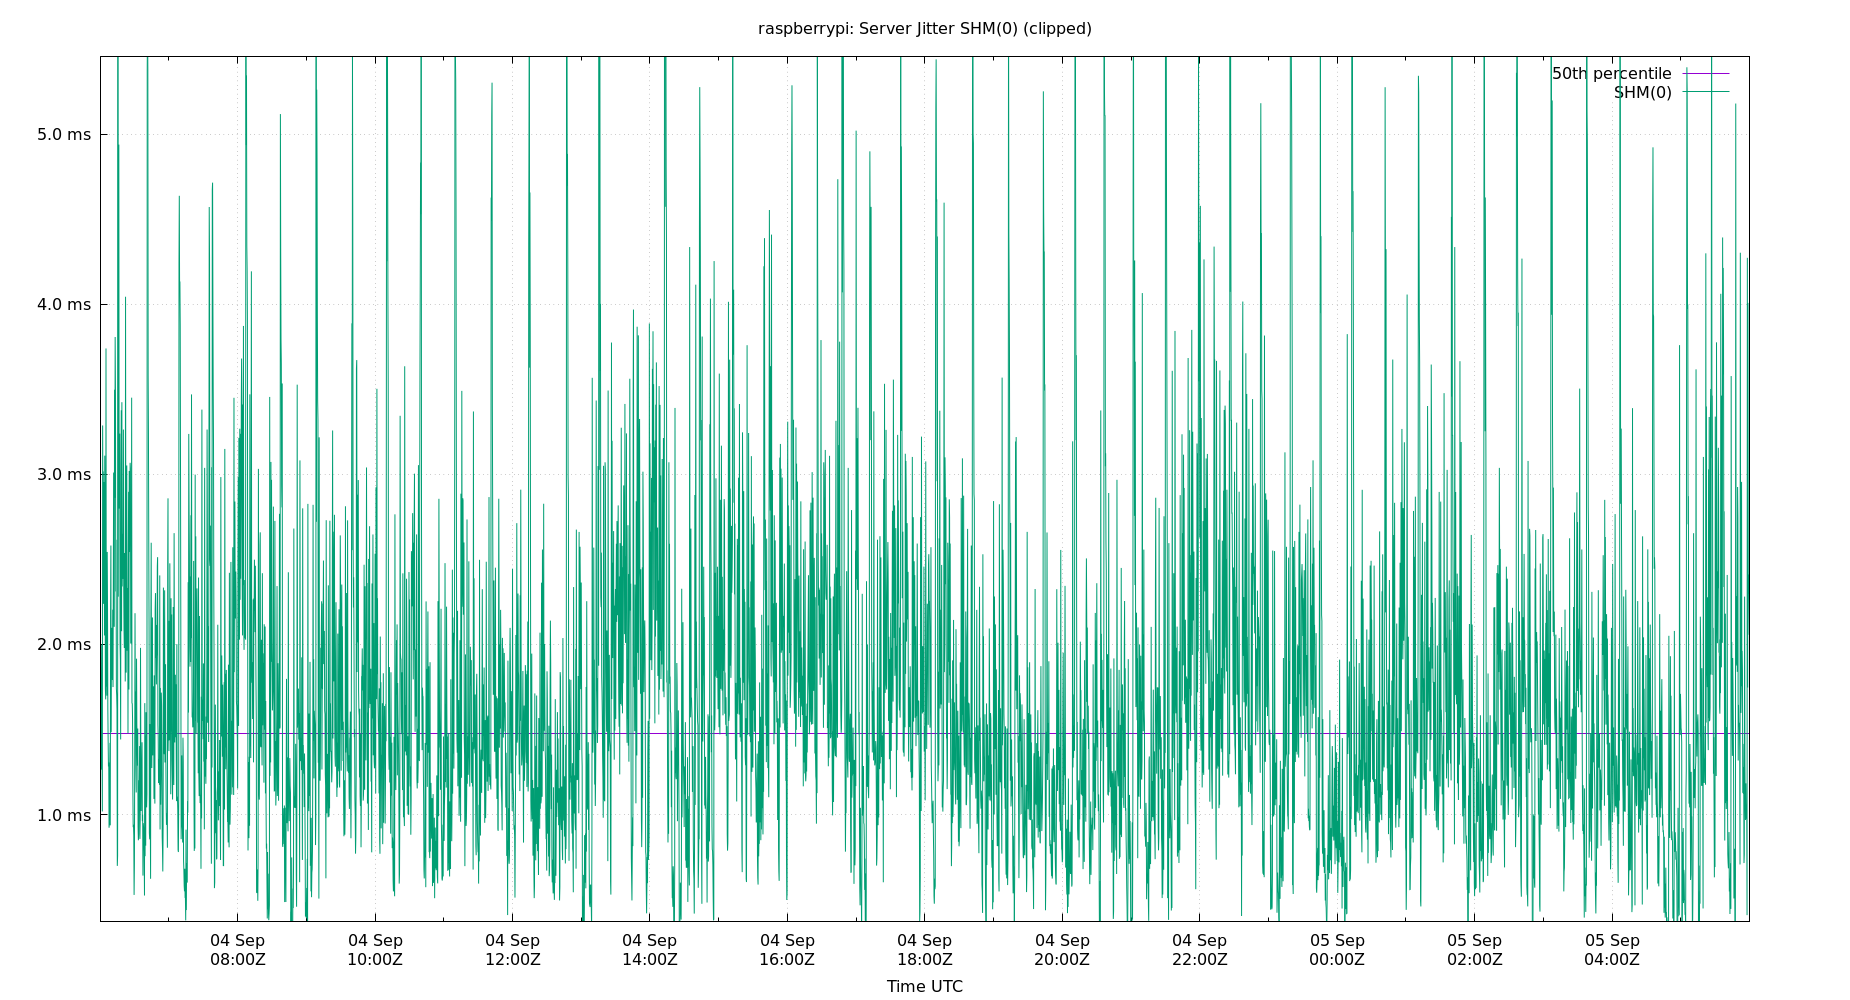 raspberrypi: Server Jitter SHM(0) (clipped)
50th percentile
SHM(0)
5.0 ms
4.0 ms
3.0 ms
2.0 ms
1.0 ms
04 Sep 04 Sep 04 Sep 04 Sep 04 Sep 04 Sep 04 Sep 04 Sep 05 Sep 05 Sep 05 Sep
08:00Z 10:00Z 12:00Z 14:00Z 16:00Z 18:00Z 20:00Z 22:00Z 00:00Z 02:00Z 04:00Z
Time UTC